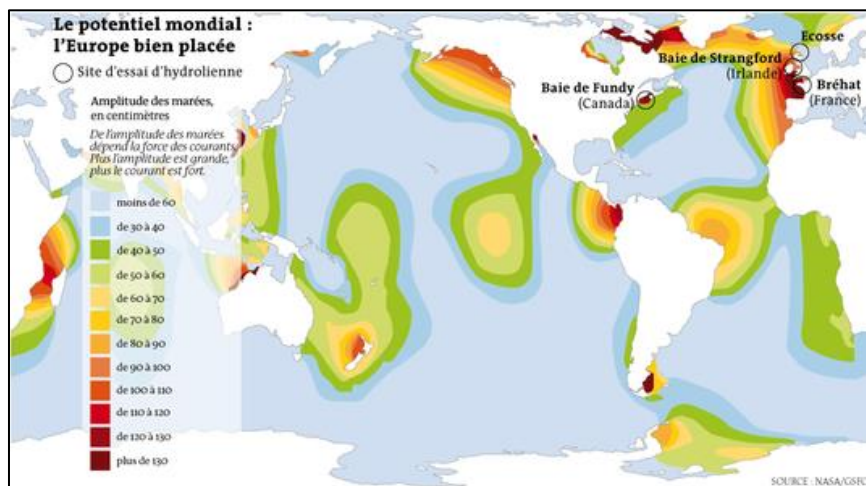 Le potentiel mondial :
l'Europe bien placée
Site d'essai d'hydrolienne
Amplitude des marées,
en centimètres
De l'amplitude des marées
dépend la force des courants.
Plus l'amplitude est grande,
plus le courant est fort.
moins de 60
de 30 à 40
de 40 à 50
de 50 à 60
de 60 à 70
de 70 à 80
de 80 à 90
de 90 à 100
de 100 à 110
de 110 à 120
de 120 à 130
plus de 130
Ecosse
Baie de Strangford
(Irlande)
Baie de Fundy
(Canada)
Bréhat
(France)
SOURCE : NASA/GSFC